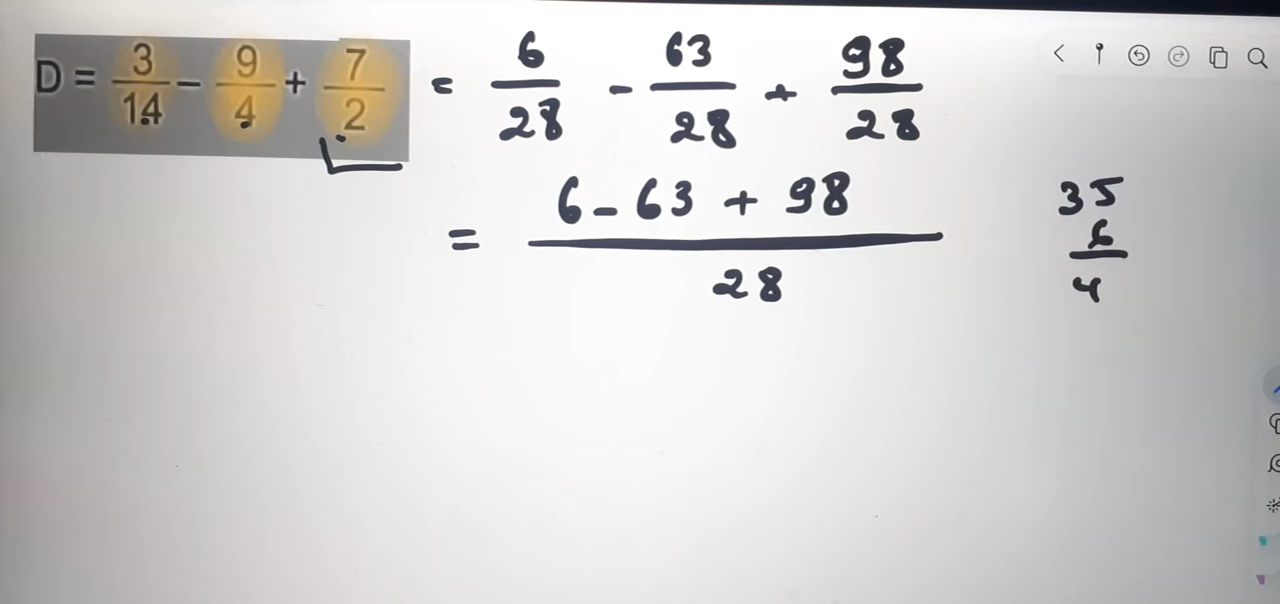 D = 3/14 - 9/4 + 7/2 = 6/28 - 63/28 + 98/28
= (6 - 63 + 98)/28
35
6
4